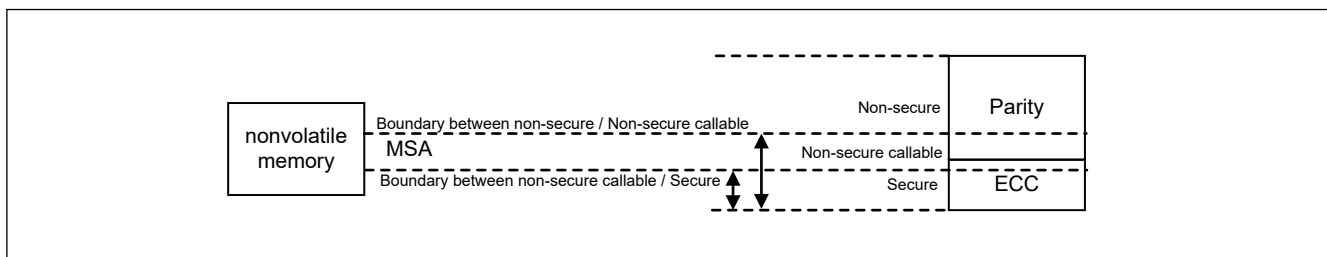 nonvolatile
memory
Boundary between non-secure / Non-secure callable
MSA
Boundary between non-secure callable / Secure
Non-secure
Non-secure callable
Secure
Parity
ECC